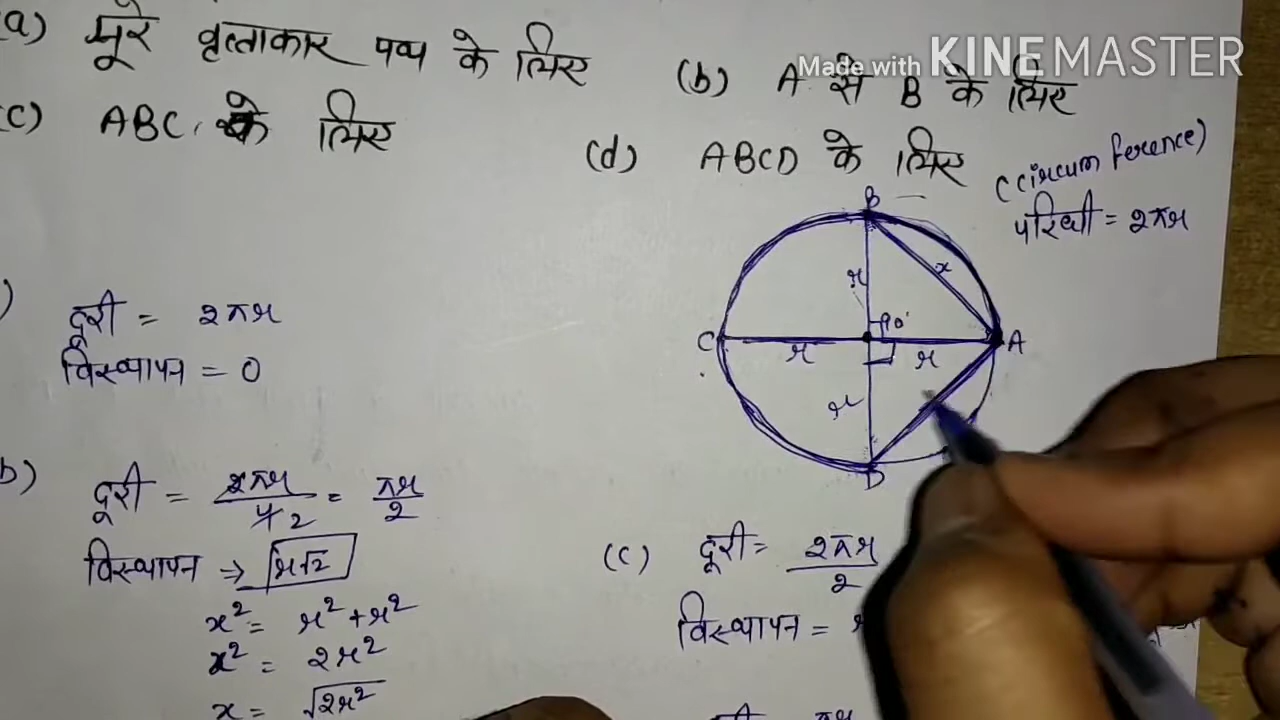 (a) पूरे वृत्ताकार पथ के लिए
(b) A से B के लिए
(c) ABC के लिए
(d) ABCD के लिए
Made with KINEMASTER
(circumference)
परिधी = 2πr
B
x
r
90°
C
r
r
A
r
D
)
दूरी = 2πr
विस्थापन = 0
b)
दूरी = 2πr/4 2 = πr/2
विस्थापन → r√2
x² = r² + r²
x² = 2r²
x = √2r²
(c) दूरी = 2πr/2
विस्थापन =